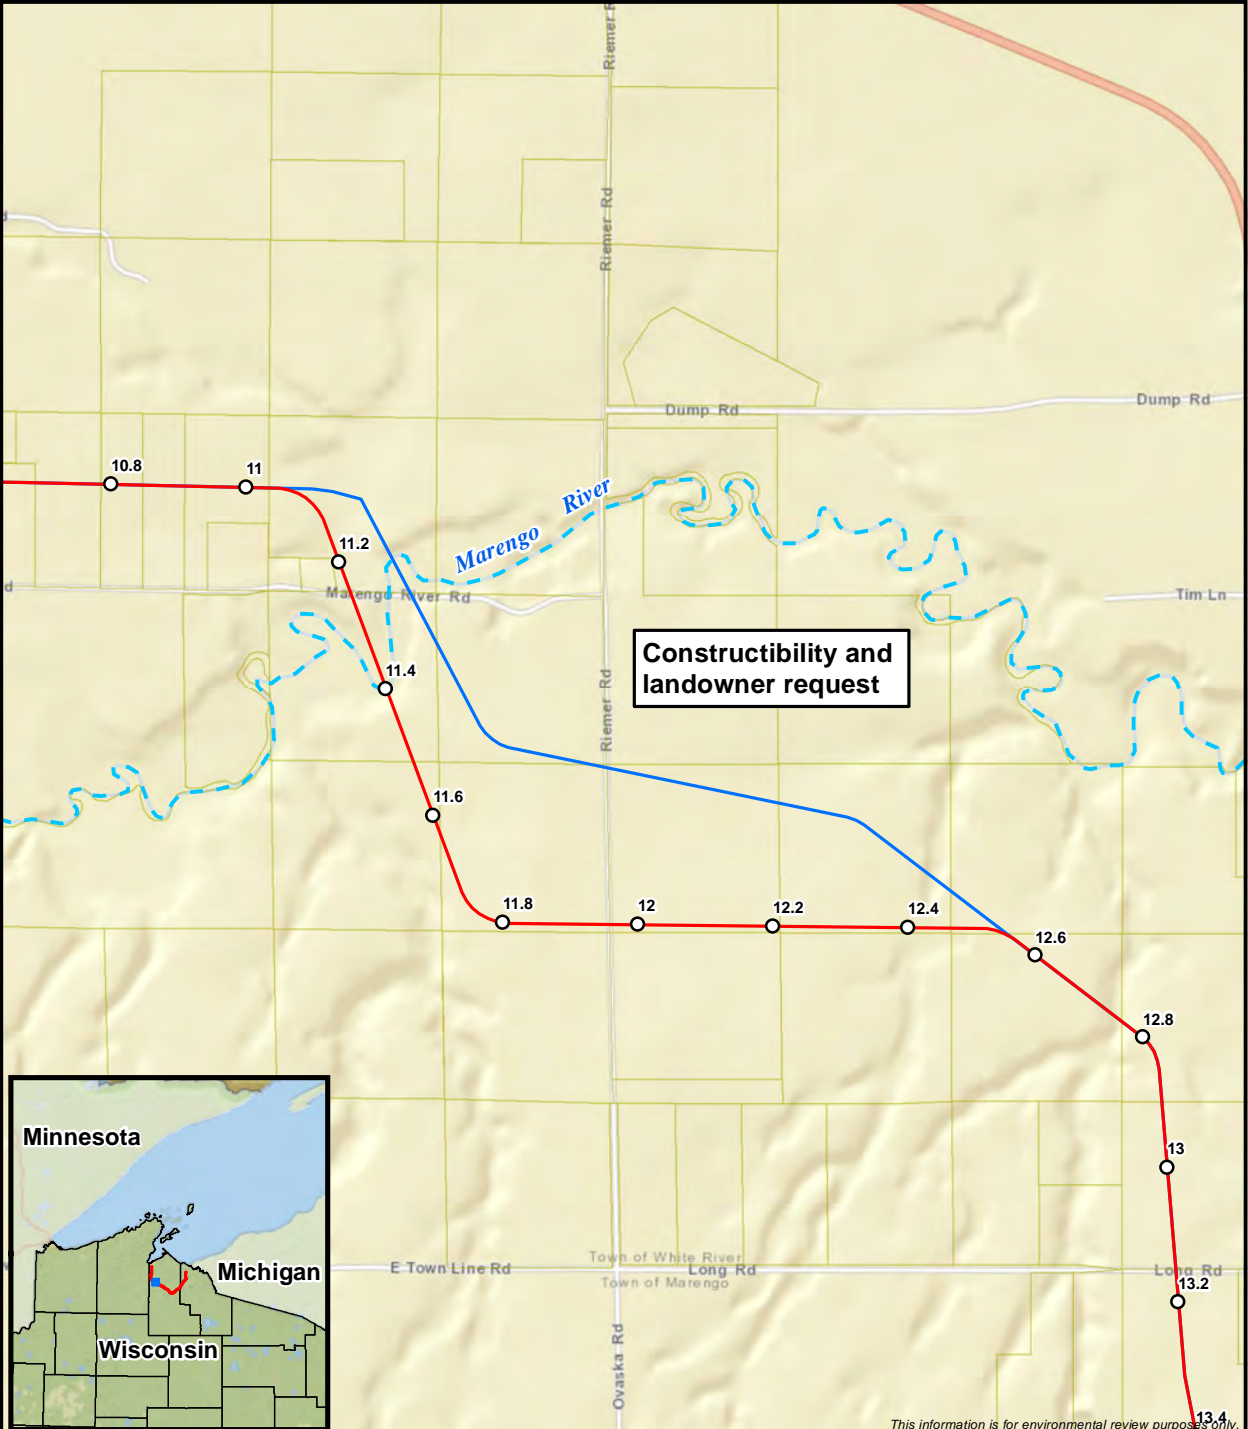 Riemer R
Riemer Rd
d
Dump Rd
Dump Rd
10.8
11
Marengo River
11.2
d
Marengo River Rd
Tim Ln
Constructibility and
landowner request
11.4
Riemer Rd
11.6
11.8
12
12.2
12.4
12.6
12.8
Minnesota
13
Michigan
Wisconsin
E Town Line Rd
Town of White River
Long Rd
Town of Marengo
Long Rd
13.2
Ovaska Rd
13.4
This information is for environmental review purposes only.